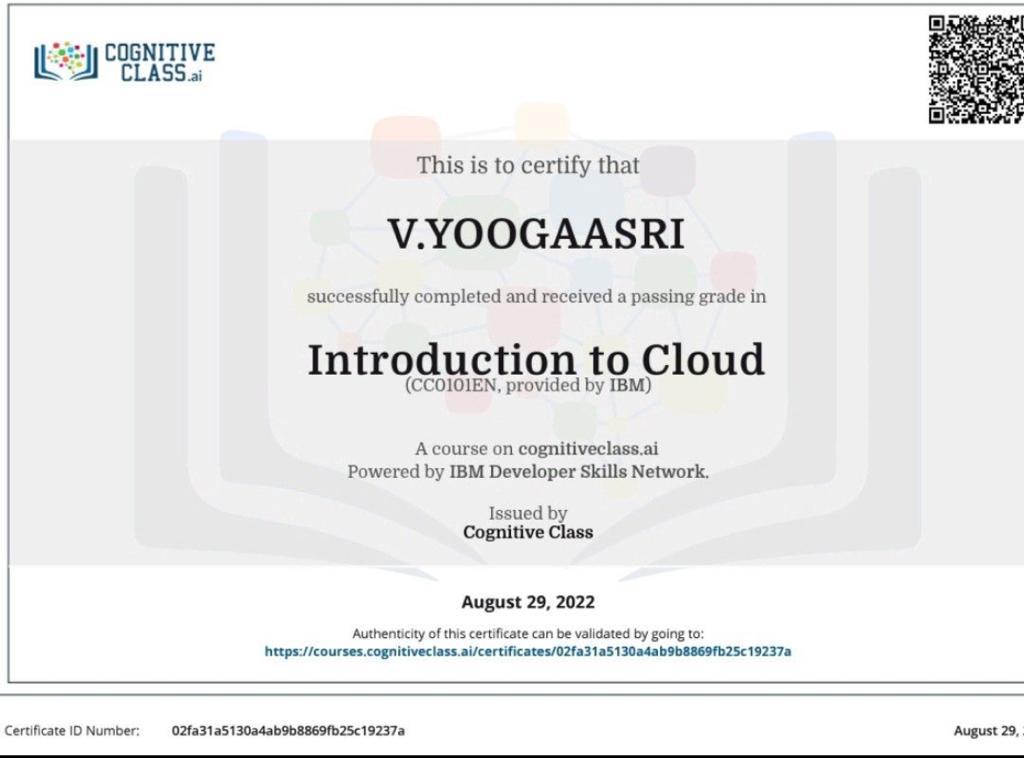 COGNITIVE
CLASS.ai
This is to certify that
V.YOOGAASRI
successfully completed and received a passing grade in
Introduction to Cloud
(CC0101EN, provided by IBM)
A course on cognitiveclass.ai
Powered by IBM Developer Skills Network.
Issued by
Cognitive Class
August 29, 2022
Authenticity of this certificate can be validated by going to:
https://courses.cognitiveclass.ai/certificates/02fa31a5130a4ab9b8869fb25c19237a
Certificate ID Number: 02fa31a5130a4ab9b8869fb25c19237a August 29,